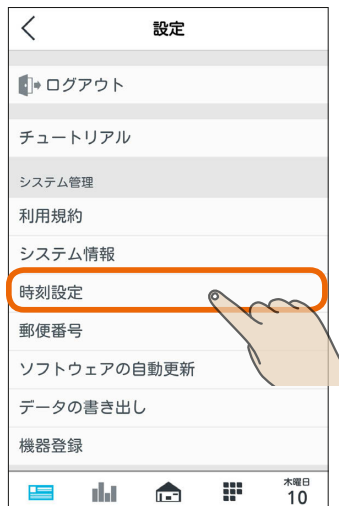 設定
ログアウト
チュートリアル
システム管理
利用規約
システム情報
時刻設定
郵便番号
ソフトウェアの自動更新
データの書き出し
機器登録
木曜日
10